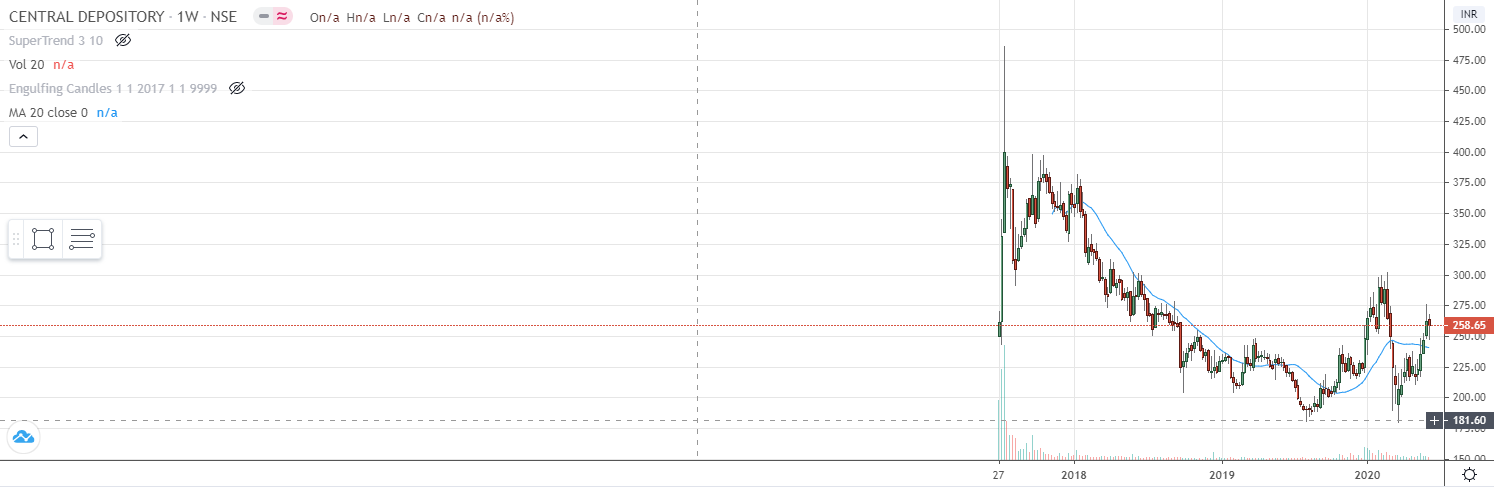 CENTRAL DEPOSITORY · 1W · NSE On/a Hn/a Ln/a Cn/a n/a (n/a%)
INR
500.00
SuperTrend 3 10
Vol 20 n/a
475.00
Engulfing Candles 1 1 2017 1 1 9999
450.00
MA 20 close 0 n/a
425.00
400.00
375.00
350.00
325.00
300.00
275.00
258.65
250.00
225.00
200.00
181.60
175.00
150.00
27 2018 2019 2020